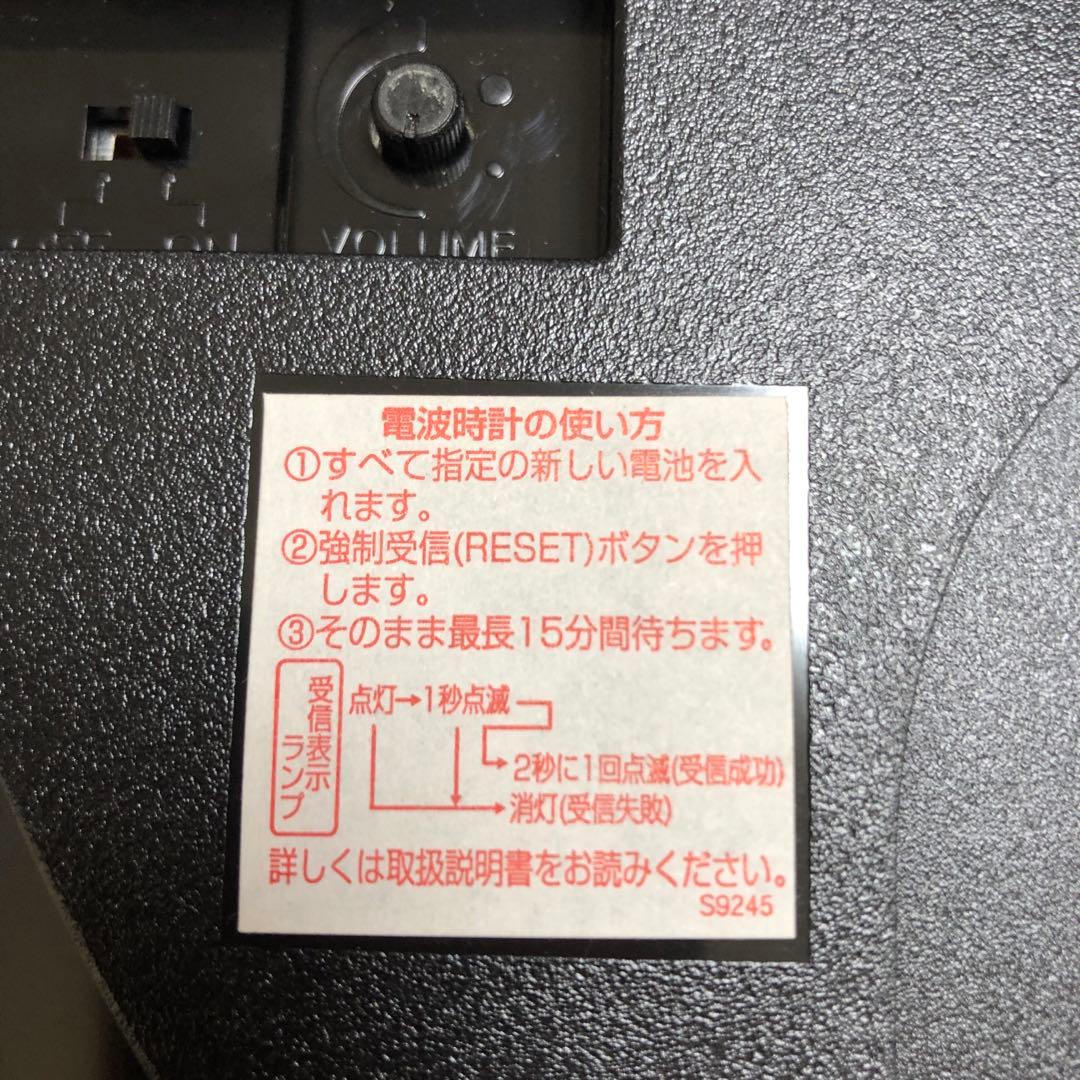 OFF ON VOLUME
電波時計の使い方
①すべて指定の新しい電池を入
れます。
②強制受信(RESET)ボタンを押
します。
③そのまま最長15分間待ちます。
受信表示
ランプ
点灯→1秒点滅
2秒に1回点滅(受信成功)
消灯(受信失敗)
詳しくは取扱説明書をお読みください。
S9245